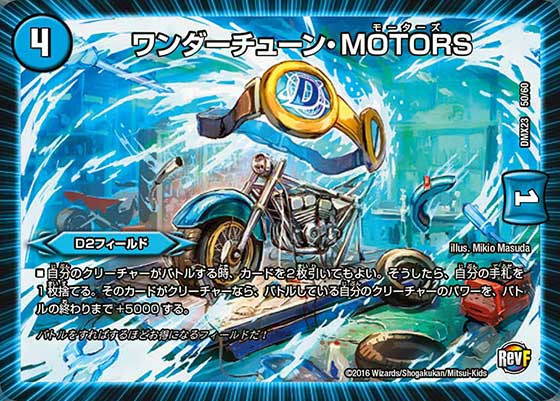 4
モーターズ
ワンダーチューン・MOTORS
D
DMX23 50/60
1
illus. Mikio Masuda
D2フィールド
■自分のクリーチャーがバトルする時、カードを2枚引いてもよい。そうしたら、自分の手札を
1枚捨てる。そのカードがクリーチャーなら、バトルしている自分のクリーチャーのパワーを、バト
ルの終わりまで+5000する。
バトルをすればするほどお得になるフィールドだ!
RevF
©2016 Wizards/Shogakukan/Mitsui-Kids